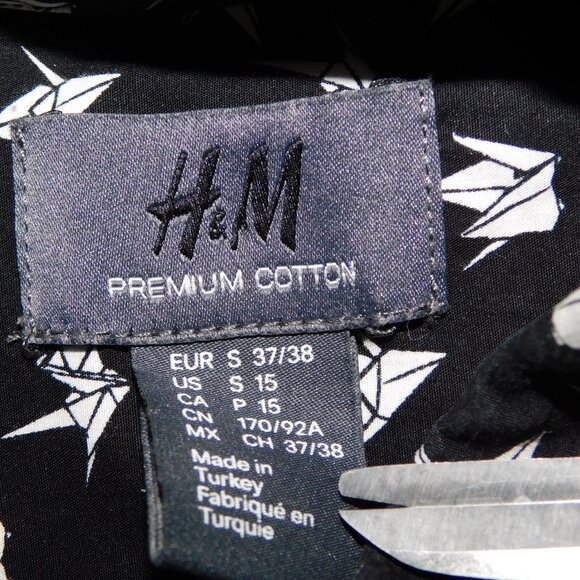 H&M
PREMIUM COTTON
EUR S 37/38
US S 15
CA P 15
CN 170/92A
MX CH 37/38
Made in
Turkey
Fabriqué en
Turquie